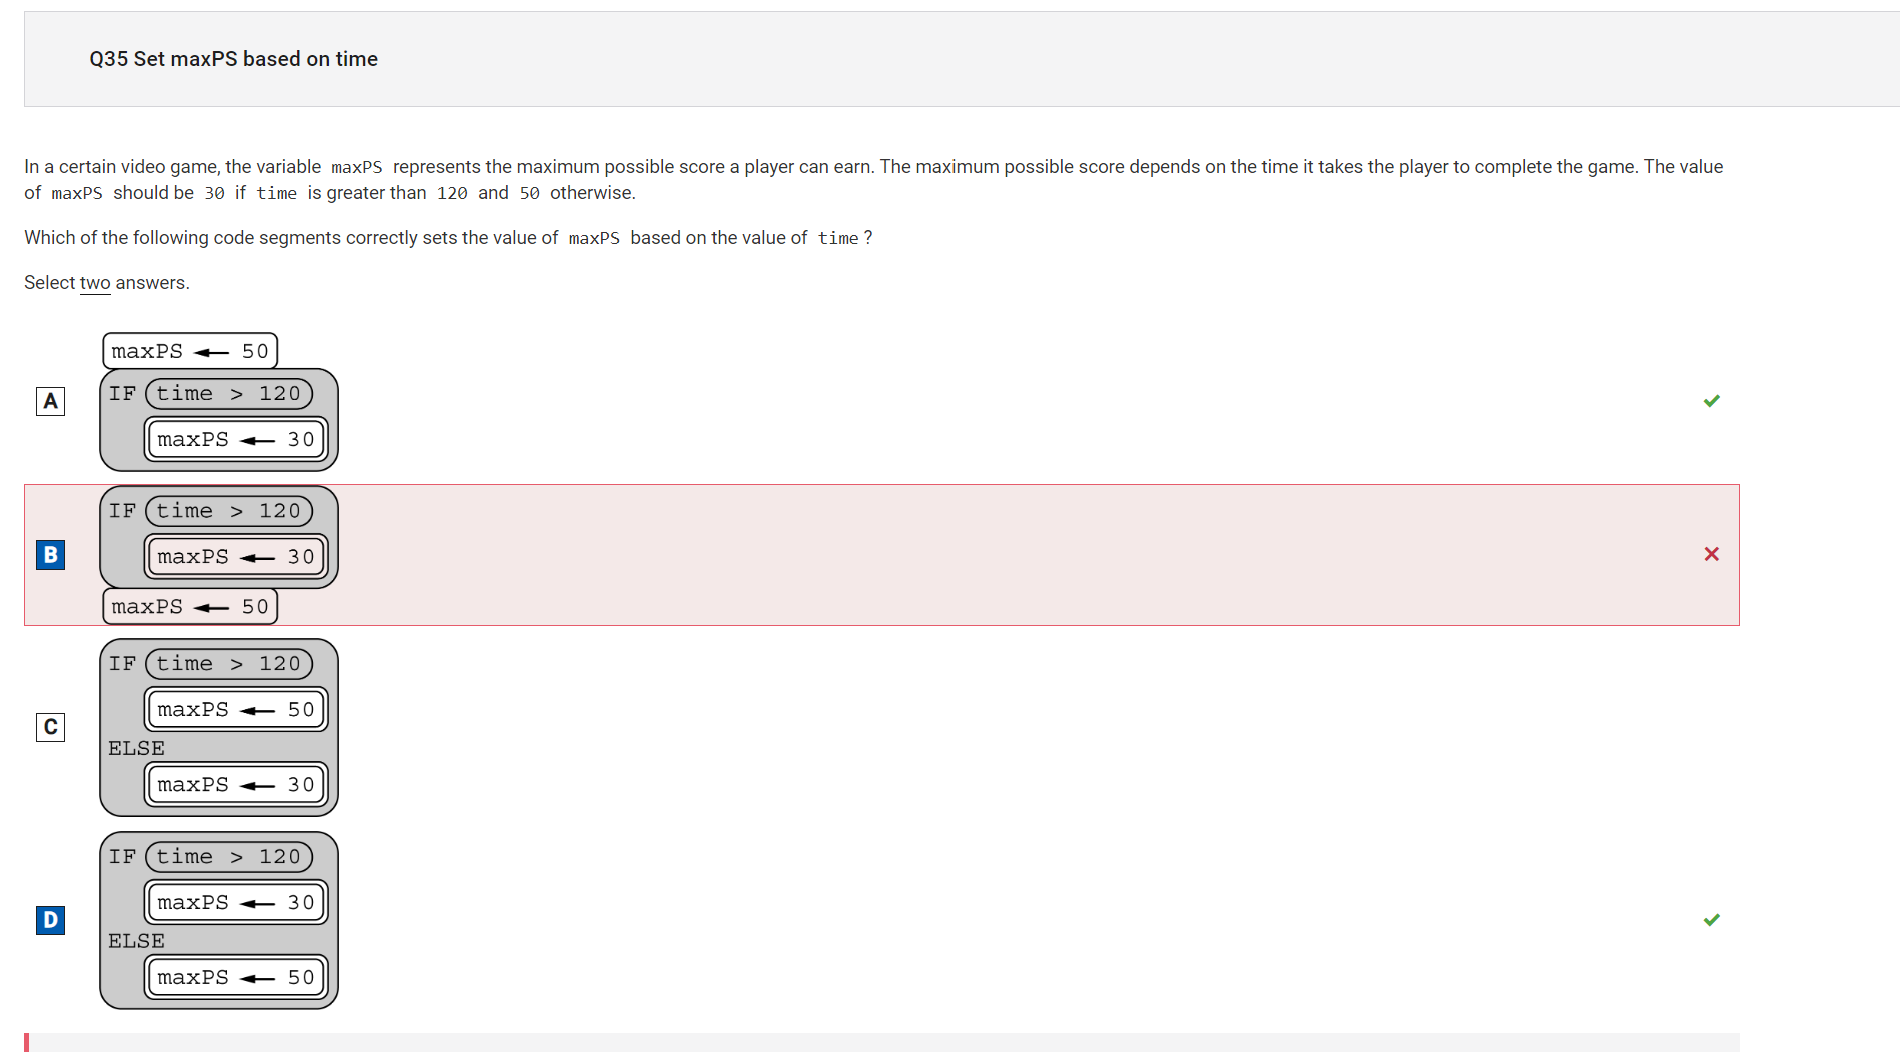 Q35 Set maxPS based on time
In a certain video game, the variable maxPS represents the maximum possible score a player can earn. The maximum possible score depends on the time it takes the player to complete the game. The value
of maxPS should be 30 if time is greater than 120 and 50 otherwise.
Which of the following code segments correctly sets the value of maxPS based on the value of time ?
Select two answers.
A
maxPS ← 50
IF time > 120
maxPS ← 30
B
IF time > 120
maxPS ← 30
maxPS ← 50
C
IF time > 120
maxPS ← 50
ELSE
maxPS ← 30
D
IF time > 120
maxPS ← 30
ELSE
maxPS ← 50